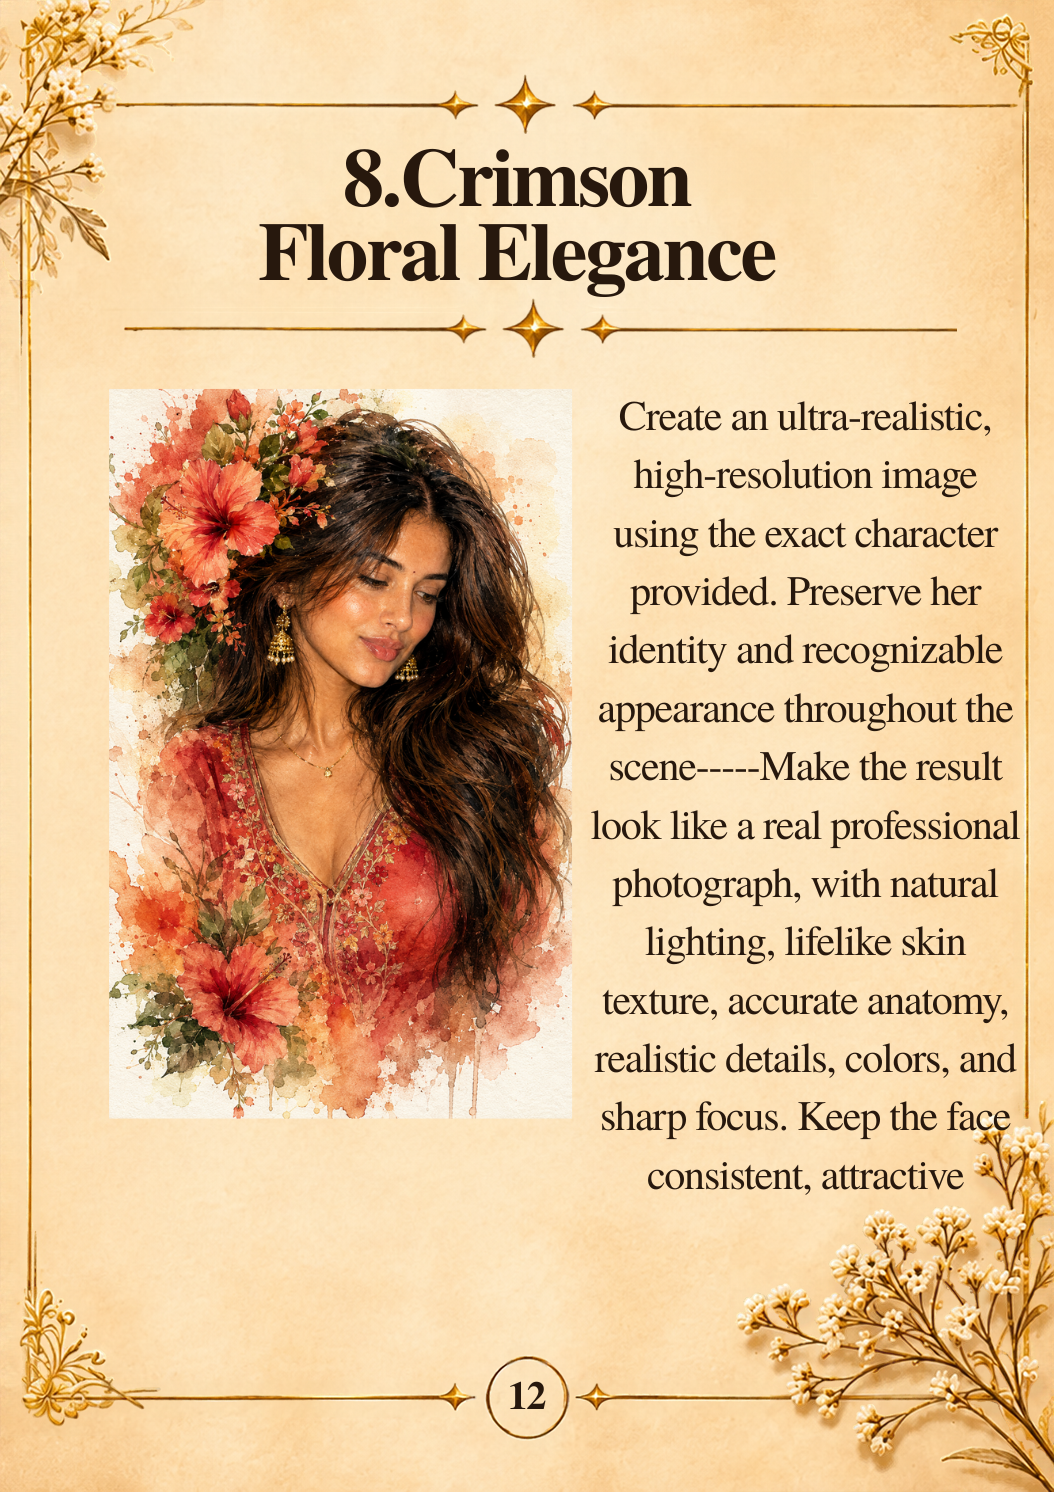 8.Crimson
Floral Elegance
Create an ultra-realistic,
high-resolution image
using the exact character
provided. Preserve her
identity and recognizable
appearance throughout the
scene-----Make the result
look like a real professional
photograph, with natural
lighting, lifelike skin
texture, accurate anatomy,
realistic details, colors, and
sharp focus. Keep the face
consistent, attractive
12